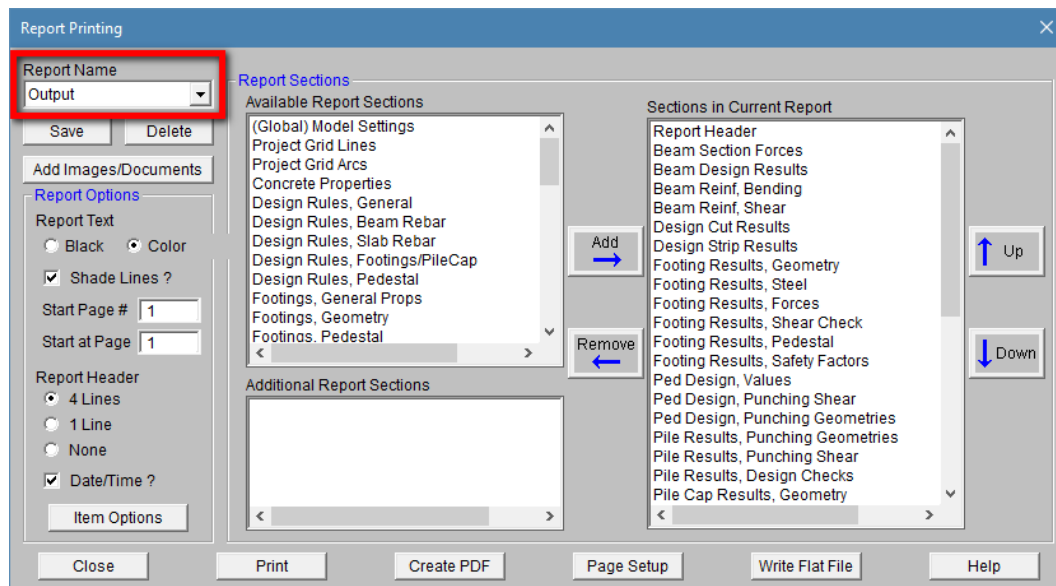 Report Printing
Report Name
Output
Save
Delete
Add Images/Documents
Report Options
Report Text
Black
Color
Shade Lines ?
Start Page # 1
Start at Page 1
Report Header
4 Lines
1 Line
None
Date/Time ?
Item Options
Report Sections
Available Report Sections
(Global) Model Settings
Project Grid Lines
Project Grid Arcs
Concrete Properties
Design Rules, General
Design Rules, Beam Rebar
Design Rules, Slab Rebar
Design Rules, Footings/PileCap
Design Rules, Pedestal
Footings, General Props
Footings, Geometry
Footings, Pedestal
Additional Report Sections
Add
Remove
Sections in Current Report
Report Header
Beam Section Forces
Beam Design Results
Beam Reinf, Bending
Beam Reinf, Shear
Design Cut Results
Design Strip Results
Footing Results, Geometry
Footing Results, Steel
Footing Results, Forces
Footing Results, Shear Check
Footing Results, Pedestal
Footing Results, Safety Factors
Ped Design, Values
Ped Design, Punching Shear
Ped Design, Punching Geometries
Pile Results, Punching Geometries
Pile Results, Punching Shear
Pile Results, Design Checks
Pile Cap Results, Geometry
Up
Down
Close
Print
Create PDF
Page Setup
Write Flat File
Help